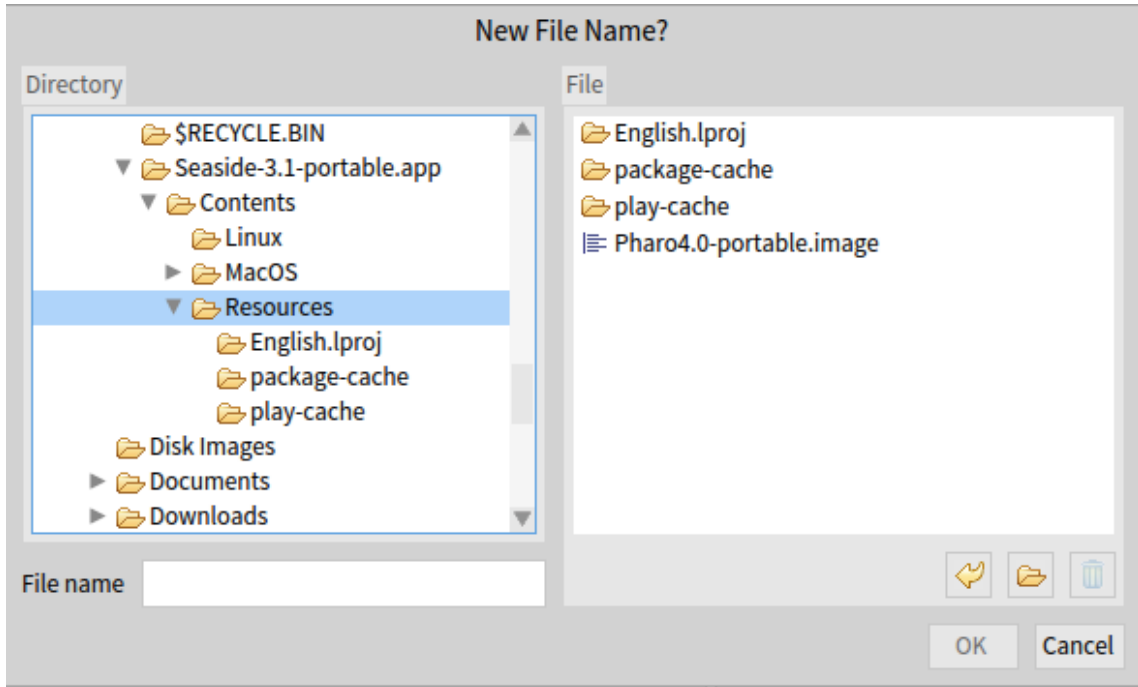 New File Name?
Directory
$RECYCLE.BIN
Seaside-3.1-portable.app
Contents
Linux
MacOS
Resources
English.lproj
package-cache
play-cache
Disk Images
Documents
Downloads
File name
File
English.lproj
package-cache
play-cache
Pharo4.0-portable.image
OK
Cancel